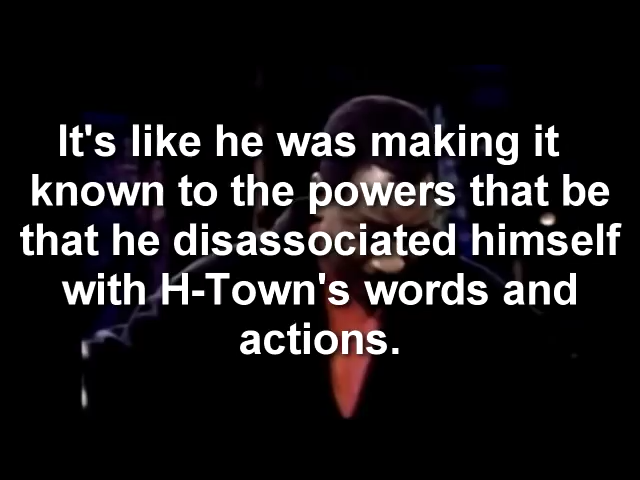 It's like he was making it
known to the powers that be
that he disassociated himself
with H-Town's words and
actions.